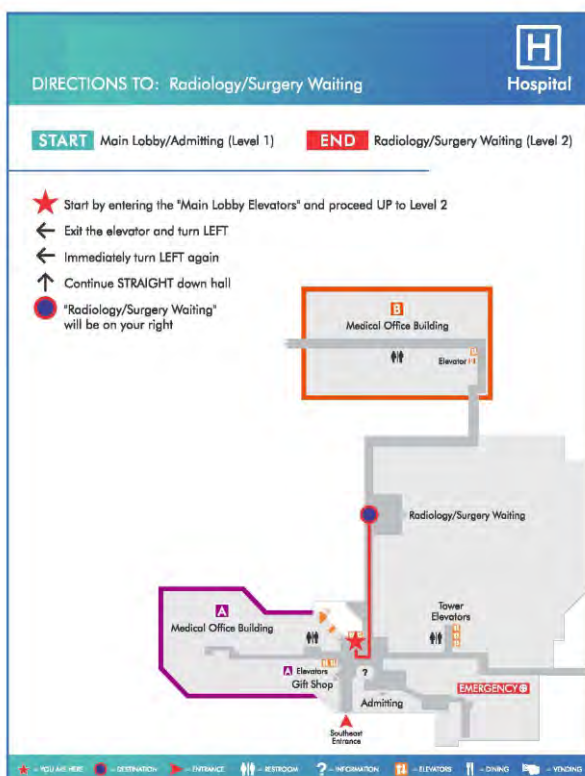 H
DIRECTIONS TO: Radiology/Surgery Waiting
Hospital
START Main Lobby/Admitting (Level 1)
END Radiology/Surgery Waiting (Level 2)
Start by entering the "Main Lobby Elevators" and proceed UP to Level 2
Exit the elevator and turn LEFT
Immediately turn LEFT again
Continue STRAIGHT down hall
"Radiology/Surgery Waiting"
will be on your right
B
Medical Office Building
Elevator
Radiology/Surgery Waiting
A
Medical Office Building
Tower
Elevators
A Elevators
Gift Shop
?
EMERGENCY
Admitting
Southeast
Entrance
– YOU ARE HERE
– DESTINATION
– ENTRANCE
– RESTROOM
? – INFORMATION
– ELEVATORS
– DINING
– VENDING